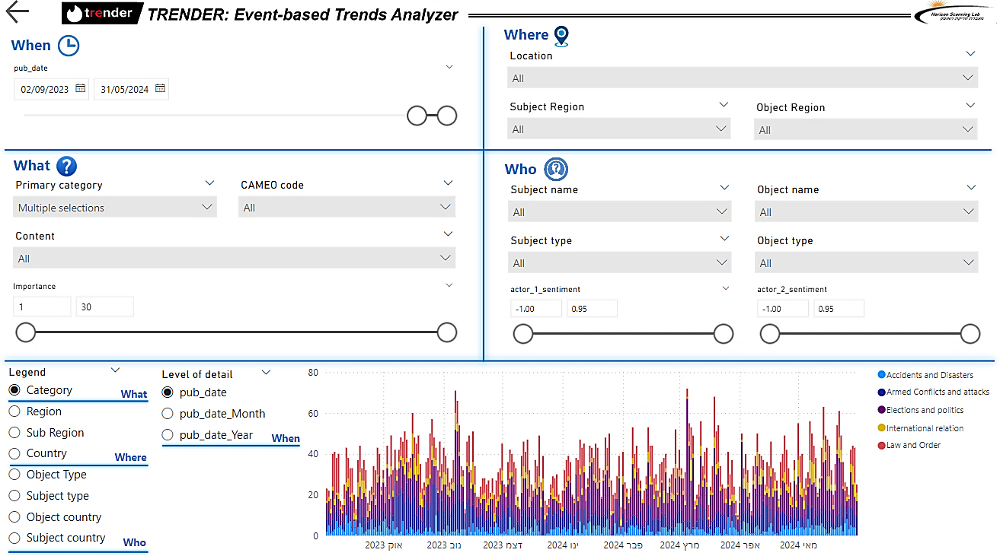 trender
TRENDER: Event-based Trends Analyzer
Horizon Scanning Lab
מעבדת סריקת האופק
When
pub_date
02/09/2023
31/05/2024
Where
Location
All
Subject Region
Object Region
All
All
What
Primary category
CAMEO code
Multiple selections
All
Content
All
Importance
1
30
Who
Subject name
Object name
All
All
Subject type
Object type
All
All
actor_1_sentiment
actor_2_sentiment
-1.00
0.95
-1.00
0.95
Legend
Category
What
Region
Sub Region
Country
Where
Object Type
Subject type
Object country
Subject country
Who
Level of detail
pub_date
pub_date_Month
pub_date_Year
When
80
60
40
20
0
אוק 2023
נוב 2023
דצמ 2023
ינו 2024
פבר 2024
מרץ 2024
אפר 2024
מאי 2024
Accidents and Disasters
Armed Conflicts and attacks
Elections and politics
International relation
Law and Order